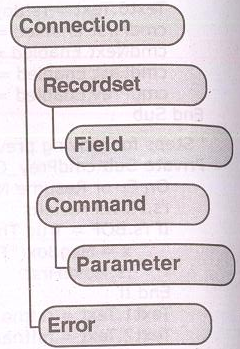 Connection
Recordset
Field
Command
Parameter
Error